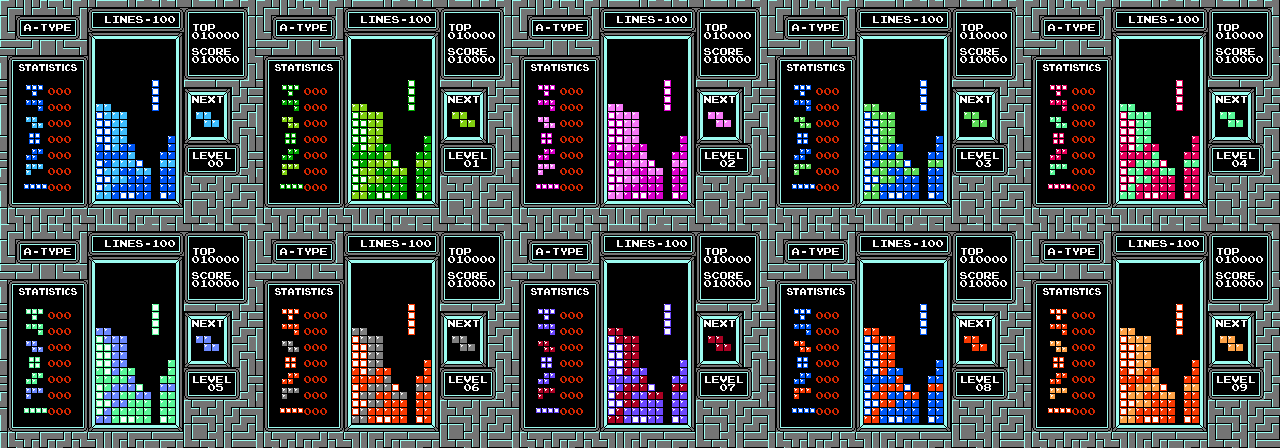 A-TYPE
LINES-100
TOP
010000
SCORE
010000
STATISTICS
000
000
000
000
000
000
000
NEXT
LEVEL
00
A-TYPE
LINES-100
TOP
010000
SCORE
010000
STATISTICS
000
000
000
000
000
000
000
NEXT
LEVEL
01
A-TYPE
LINES-100
TOP
010000
SCORE
010000
STATISTICS
000
000
000
000
000
000
000
NEXT
LEVEL
02
A-TYPE
LINES-100
TOP
010000
SCORE
010000
STATISTICS
000
000
000
000
000
000
000
NEXT
LEVEL
03
A-TYPE
LINES-100
TOP
010000
SCORE
010000
STATISTICS
000
000
000
000
000
000
000
NEXT
LEVEL
04
A-TYPE
LINES-100
TOP
010000
SCORE
010000
STATISTICS
000
000
000
000
000
000
000
NEXT
LEVEL
05
A-TYPE
LINES-100
TOP
010000
SCORE
010000
STATISTICS
000
000
000
000
000
000
000
NEXT
LEVEL
06
A-TYPE
LINES-100
TOP
010000
SCORE
010000
STATISTICS
000
000
000
000
000
000
000
NEXT
LEVEL
07
A-TYPE
LINES-100
TOP
010000
SCORE
010000
STATISTICS
000
000
000
000
000
000
000
NEXT
LEVEL
08
A-TYPE
LINES-100
TOP
010000
SCORE
010000
STATISTICS
000
000
000
000
000
000
000
NEXT
LEVEL
09